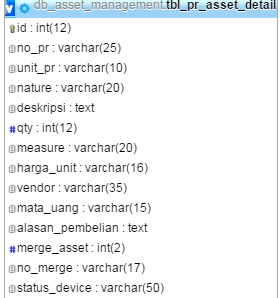 v db_asset_management.tbl_pr_asset_detail
id : int(12)
no_pr : varchar(25)
unit_pr : varchar(10)
nature : varchar(20)
deskripsi : text
# qty : int(12)
measure : varchar(20)
harga_unit : varchar(16)
vendor : varchar(35)
mata_uang : varchar(15)
alasan_pembelian : text
# merge_asset : int(2)
no_merge : varchar(17)
status_device : varchar(50)